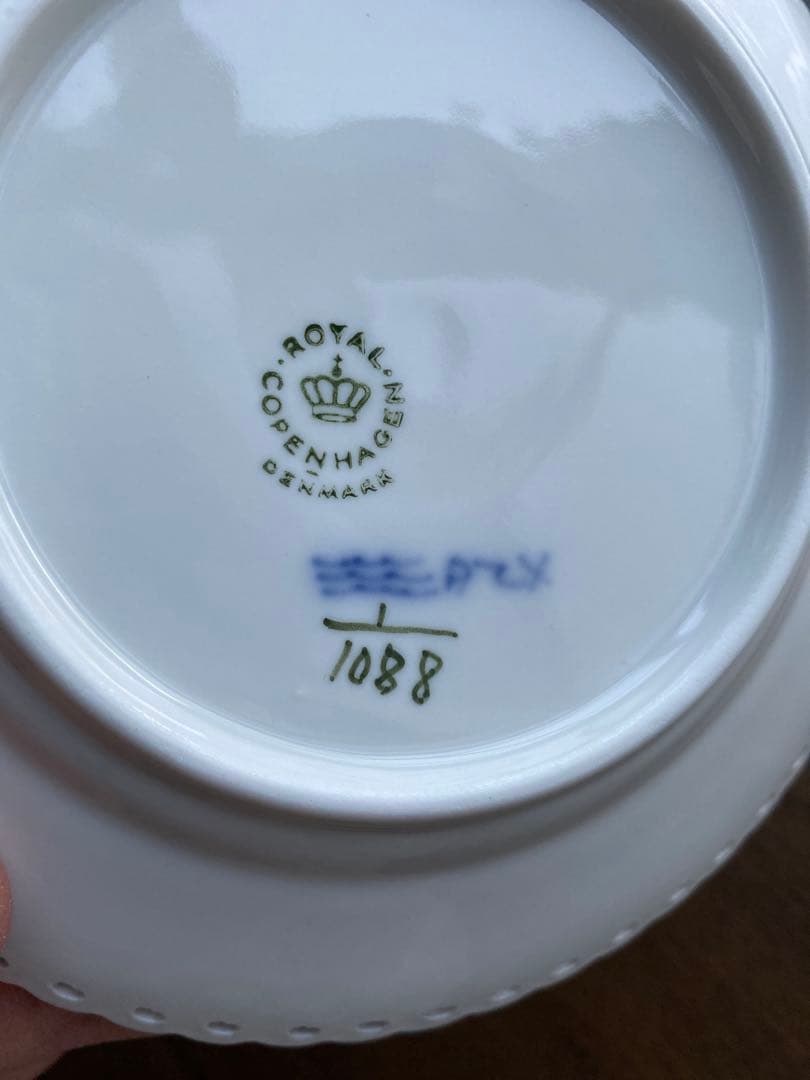 ROYAL
COPENHAGEN
DENMARK
1
1088